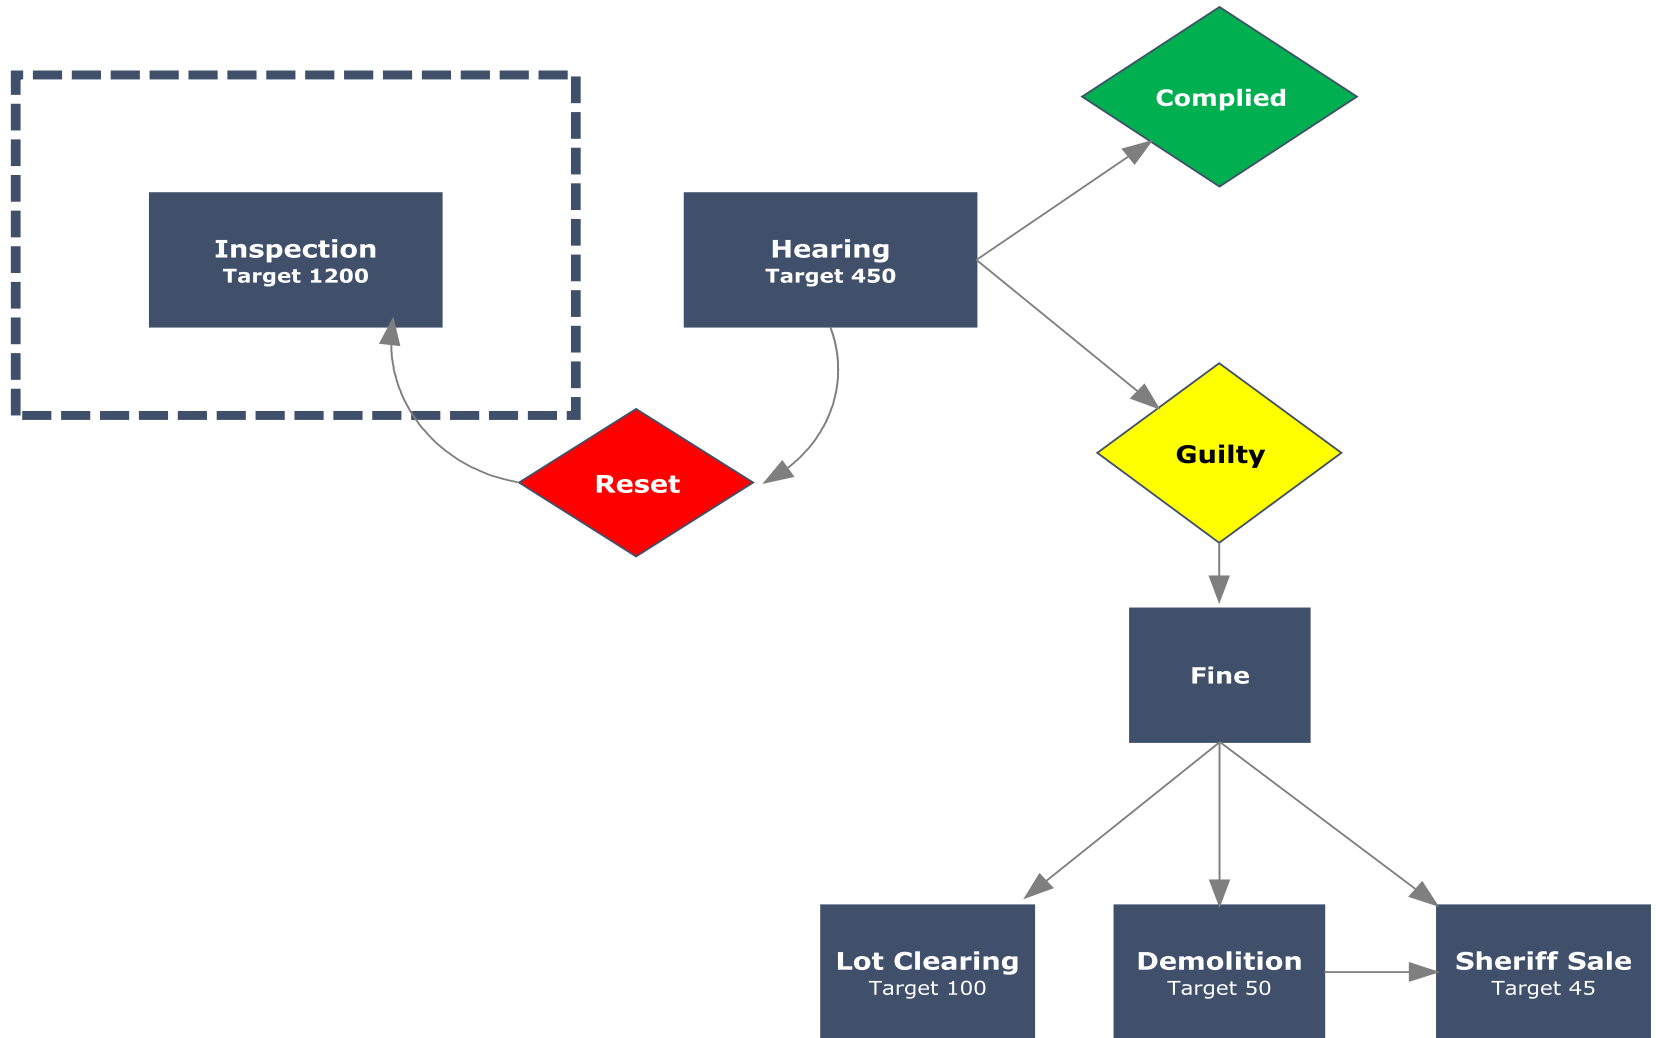 Complied
Inspection
Target 1200
Hearing
Target 450
Guilty
Reset
Fine
Lot Clearing
Target 100
Demolition
Target 50
Sheriff Sale
Target 45